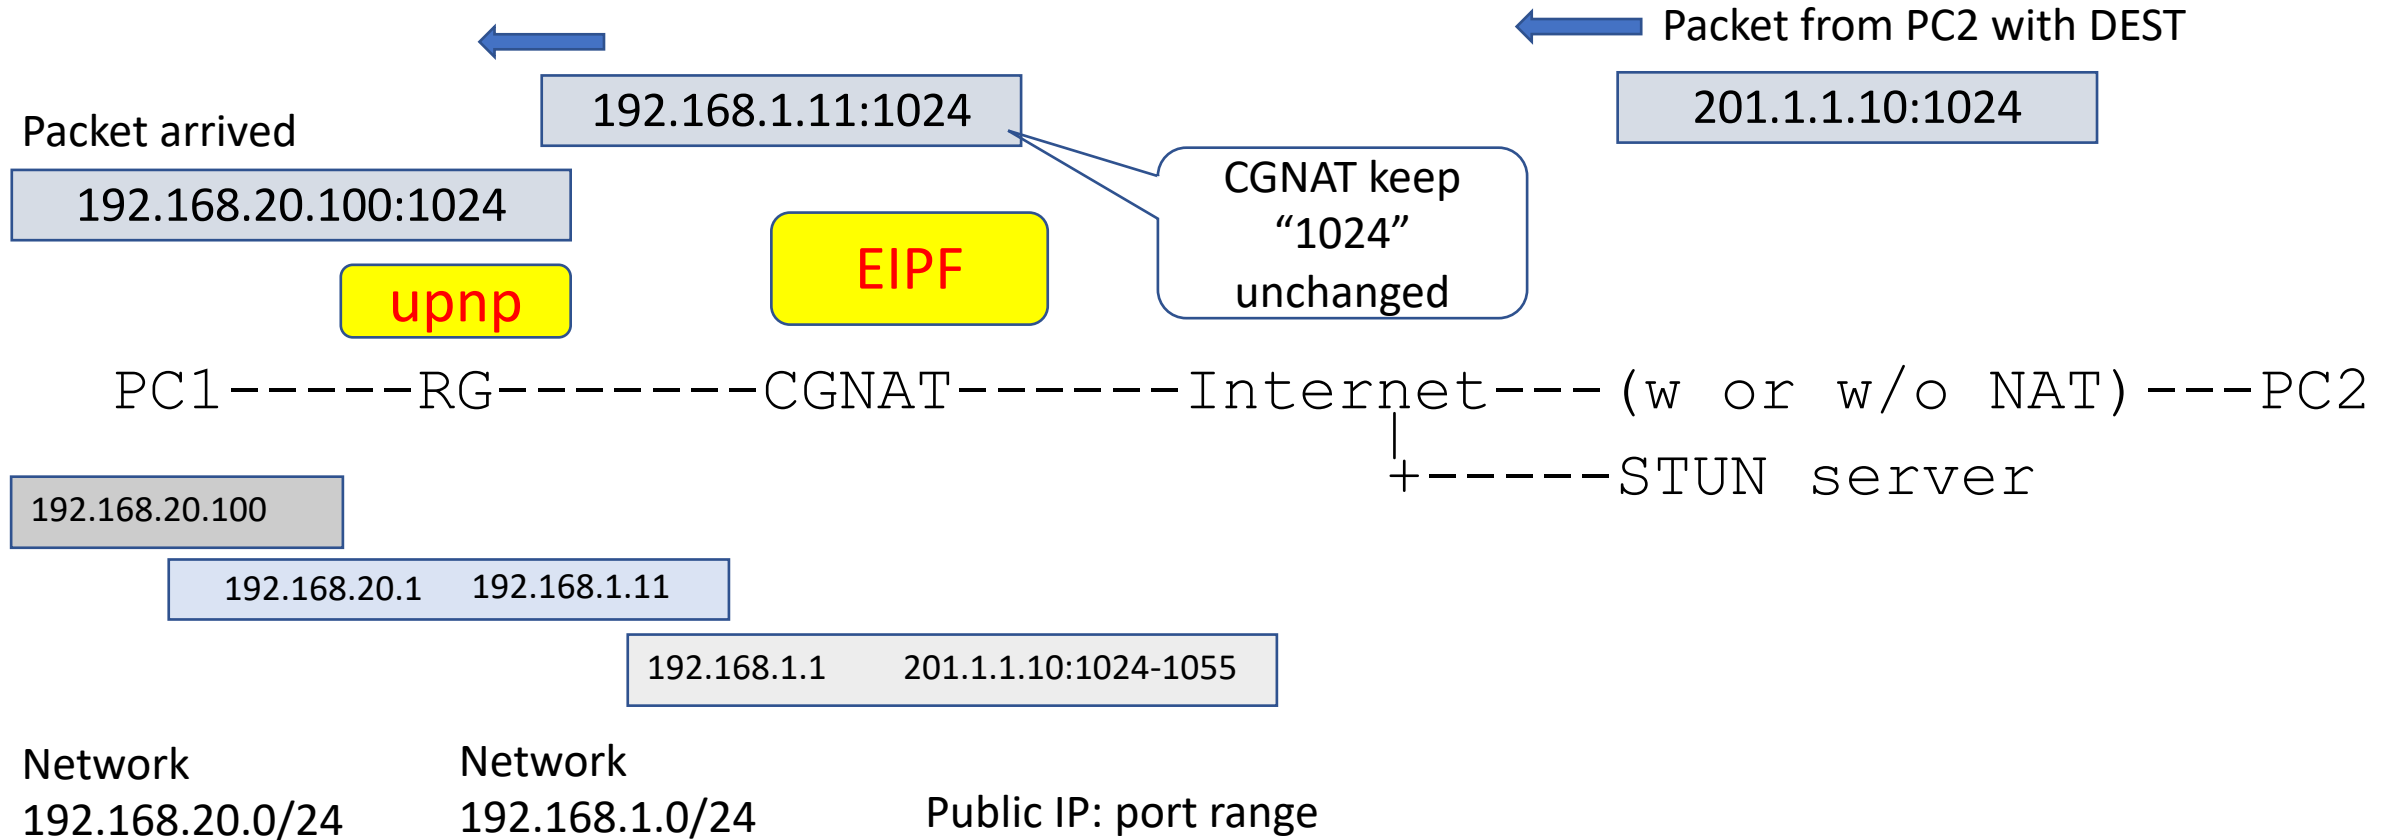 Packet from PC2 with DEST
192.168.1.11:1024
201.1.1.10:1024
Packet arrived
192.168.20.100:1024
CGNAT keep
“1024”
unchanged
EIPF
upnp
PC1-----RG-------CGNAT------Internet---(w or w/o NAT)---PC2
|
+-----STUN server
192.168.20.100
192.168.20.1 192.168.1.11
192.168.1.1 201.1.1.10:1024-1055
Network
192.168.20.0/24
Network
192.168.1.0/24
Public IP: port range